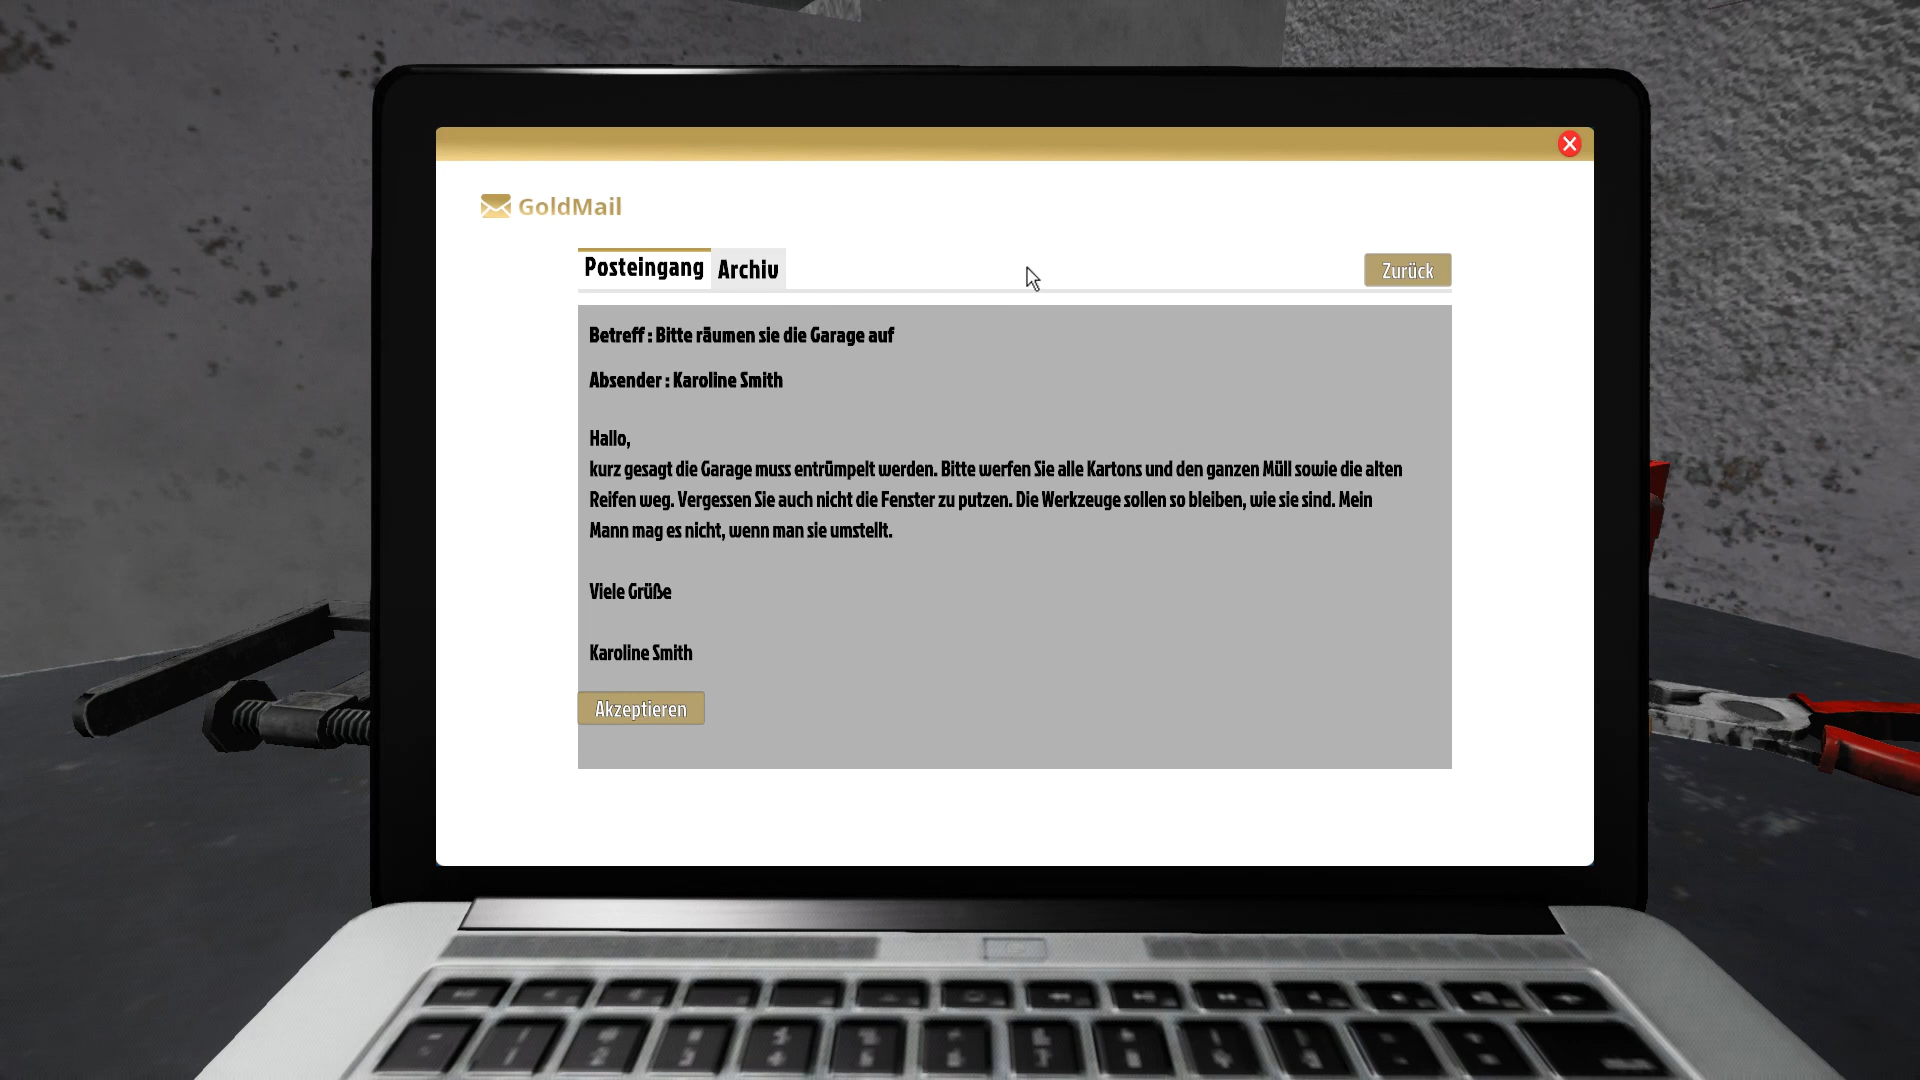 GoldMail
Posteingang
Archiv
Zurück
Betreff : Bitte räumen sie die Garage auf
Absender : Karoline Smith
Hallo,
kurz gesagt die Garage muss entrümpelt werden. Bitte werfen Sie alle Kartons und den ganzen Müll sowie die alten
Reifen weg. Vergessen Sie auch nicht die Fenster zu putzen. Die Werkzeuge sollen so bleiben, wie sie sind. Mein
Mann mag es nicht, wenn man sie umstellt.
Viele Grüße
Karoline Smith
Akzeptieren